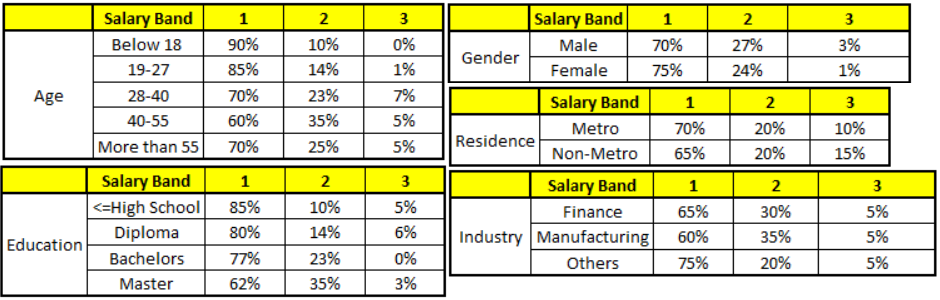 Salary Band 1 2 3
Below 18 90% 10% 0%
19-27 85% 14% 1%
Age 28-40 70% 23% 7%
40-55 60% 35% 5%
More than 55 70% 25% 5%
Salary Band 1 2 3
<=High School 85% 10% 5%
Education Diploma 80% 14% 6%
Bachelors 77% 23% 0%
Master 62% 35% 3%
Salary Band 1 2 3
Gender Male 70% 27% 3%
Female 75% 24% 1%
Salary Band 1 2 3
Residence Metro 70% 20% 10%
Non-Metro 65% 20% 15%
Salary Band 1 2 3
Finance 65% 30% 5%
Industry Manufacturing 60% 35% 5%
Others 75% 20% 5%